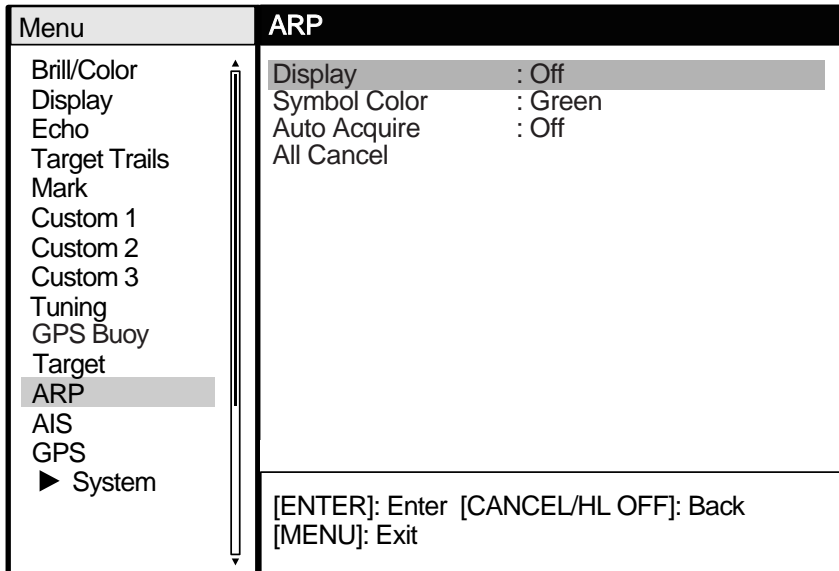 Menu
Brill/Color
Display
Echo
Target Trails
Mark
Custom 1
Custom 2
Custom 3
Tuning
GPS Buoy
Target
ARP
AIS
GPS
► System
ARP
Display : Off
Symbol Color : Green
Auto Acquire : Off
All Cancel
[ENTER]: Enter [CANCEL/HL OFF]: Back
[MENU]: Exit